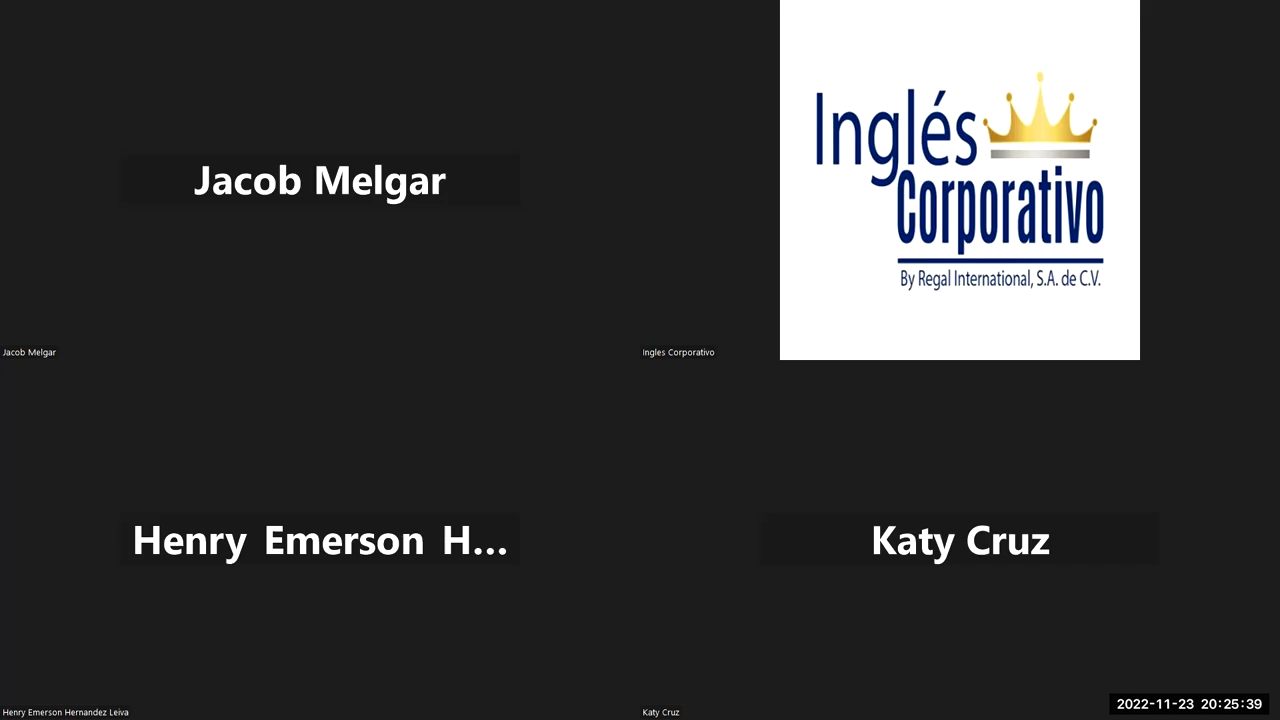 Jacob Melgar
Jacob Melgar
Inglés
Corporativo
By Regal International, S.A. de C.V.
Ingles Corporativo
Henry Emerson H...
Henry Emerson Hernandez Leiva
Katy Cruz
Katy Cruz
2022-11-23 20:25:39